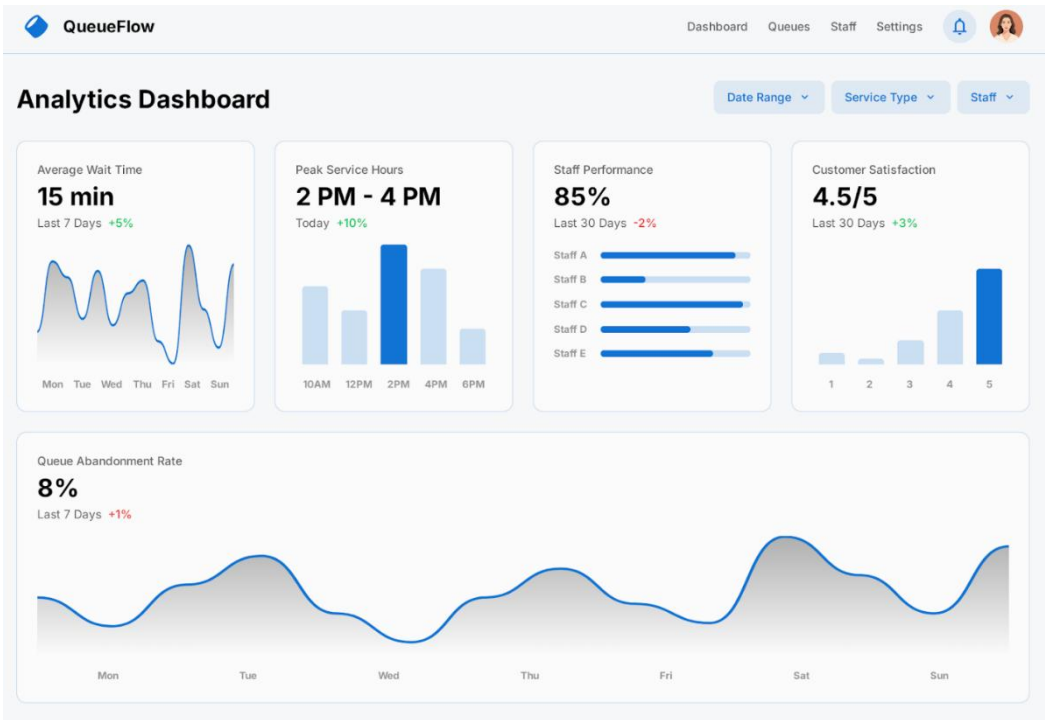 QueueFlow
Dashboard Queues Staff Settings
Analytics Dashboard
Date Range Service Type Staff
Average Wait Time
15 min
Last 7 Days +5%
Mon Tue Wed Thu Fri Sat Sun
Peak Service Hours
2 PM - 4 PM
Today +10%
10AM 12PM 2PM 4PM 6PM
Staff Performance
85%
Last 30 Days -2%
Staff A
Staff B
Staff C
Staff D
Staff E
Customer Satisfaction
4.5/5
Last 30 Days +3%
1 2 3 4 5
Queue Abandonment Rate
8%
Last 7 Days +1%
Mon Tue Wed Thu Fri Sat Sun